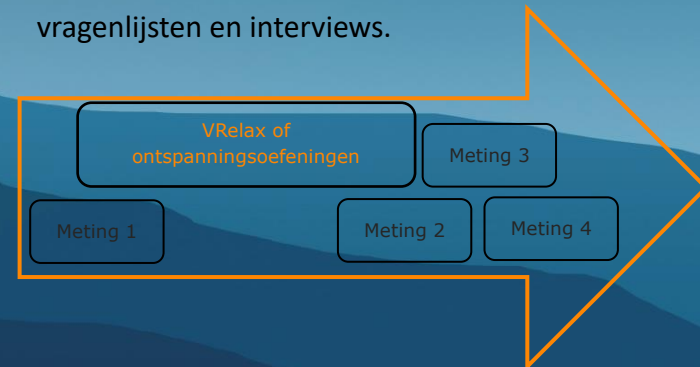 vragenlijsten en interviews.
VRelax of
ontspanningsoefeningen
Meting 3
Meting 1
Meting 2
Meting 4